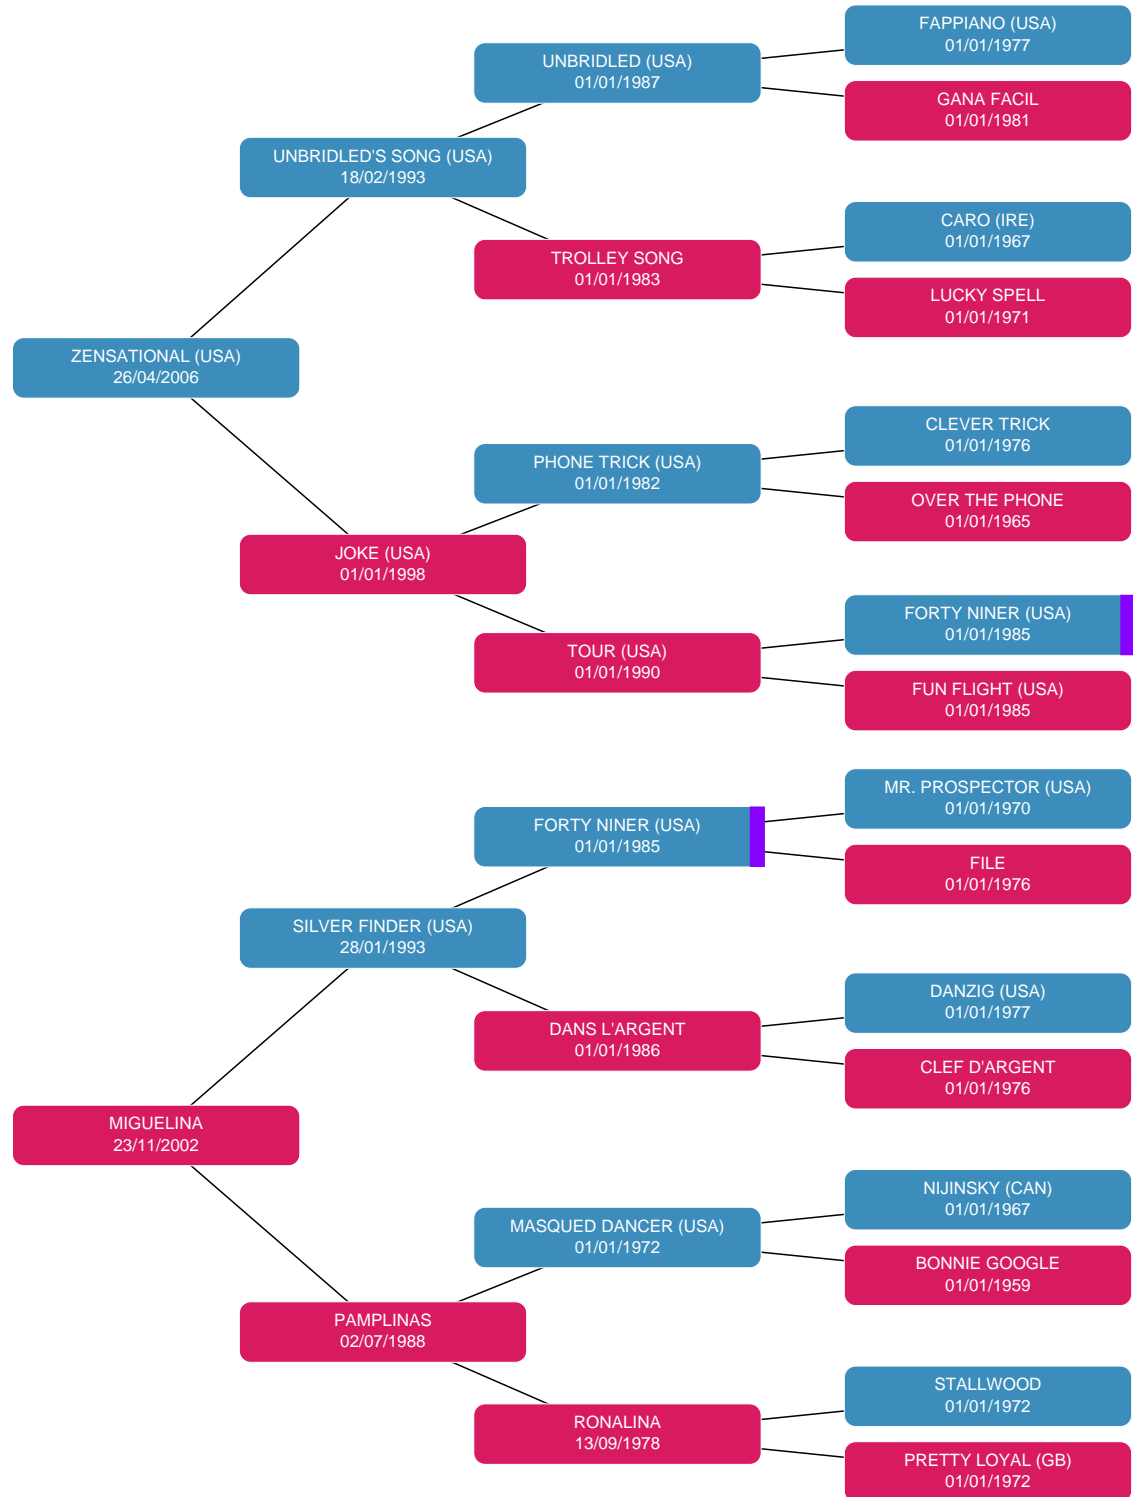 FAPPIANO (USA)
01/01/1977
UNBRIDLED (USA)
01/01/1987
GANA FACIL
01/01/1981
UNBRIDLED'S SONG (USA)
18/02/1993
CARO (IRE)
01/01/1967
TROLLEY SONG
01/01/1983
LUCKY SPELL
01/01/1971
ZENSATIONAL (USA)
26/04/2006
CLEVER TRICK
01/01/1976
PHONE TRICK (USA)
01/01/1982
OVER THE PHONE
01/01/1965
JOKE (USA)
01/01/1998
FORTY NINER (USA)
01/01/1985
TOUR (USA)
01/01/1990
FUN FLIGHT (USA)
01/01/1985
MR. PROSPECTOR (USA)
01/01/1970
FORTY NINER (USA)
01/01/1985
FILE
01/01/1976
SILVER FINDER (USA)
28/01/1993
DANZIG (USA)
01/01/1977
DANS L'ARGENT
01/01/1986
CLEF D'ARGENT
01/01/1976
MIGUELINA
23/11/2002
NIJINSKY (CAN)
01/01/1967
MASQUED DANCER (USA)
01/01/1972
BONNIE GOOGLE
01/01/1959
PAMPLINAS
02/07/1988
STALLWOOD
01/01/1972
RONALINA
13/09/1978
PRETTY LOYAL (GB)
01/01/1972